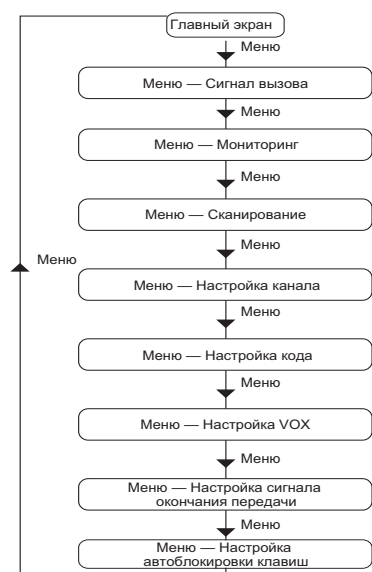 Главный экран
Меню
Меню — Сигнал вызова
Меню
Меню — Мониторинг
Меню
Меню — Сканирование
Меню
Меню
Меню — Настройка канала
Меню
Меню — Настройка кода
Меню
Меню — Настройка VOX
Меню
Меню — Настройка сигнала
окончания передачи
Меню
Меню — Настройка
автоблокировки клавиш